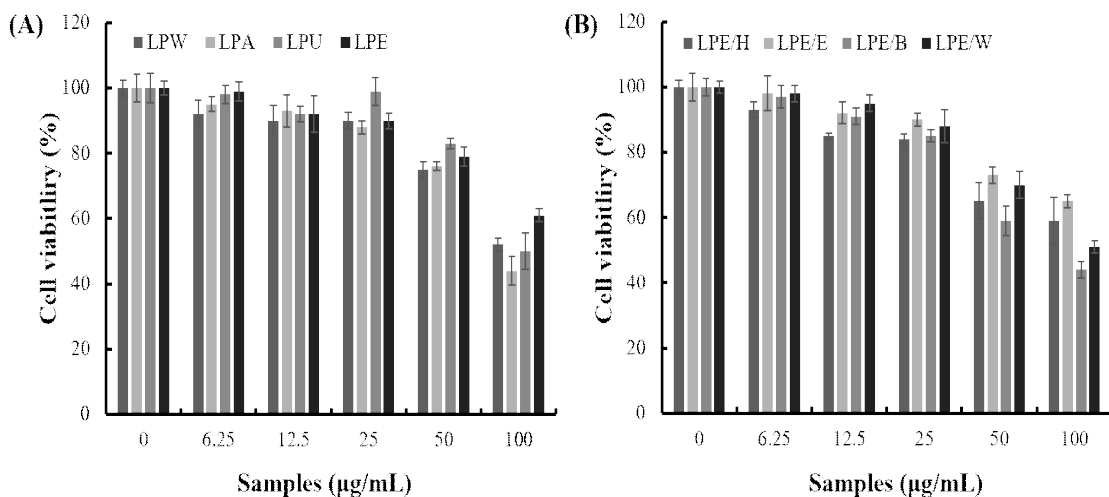 (A)
LPW LPA LPU LPE
120
100
80
60
40
20
0
Cell viabitliry (%)
0 6.25 12.5 25 50 100
Samples (μg/mL)
(B)
LPE/H LPE/E LPE/B LPE/W
120
100
80
60
40
20
0
Cell viabitliry (%)
0 6.25 12.5 25 50 100
Samples (μg/mL)